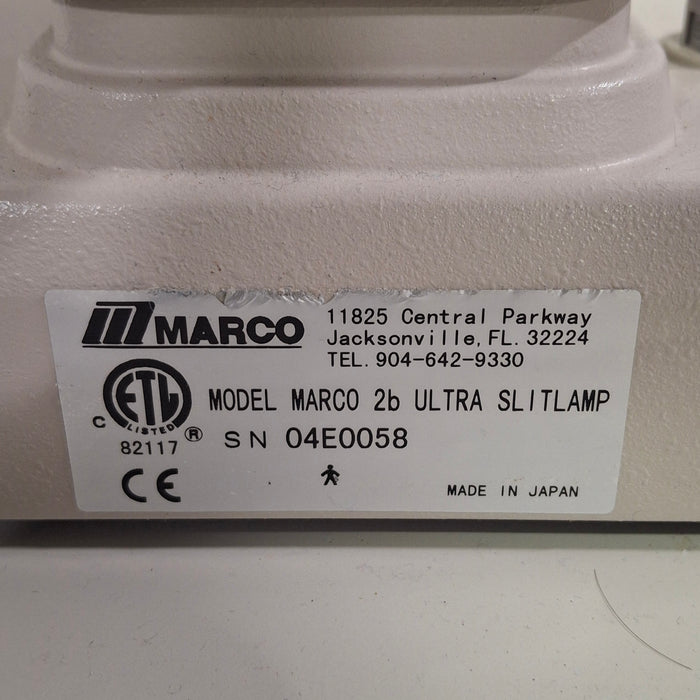 MARCO
11825 Central Parkway
Jacksonville, FL. 32224
TEL. 904-642-9330
ETL
LISTED
C
®
82117
MODEL MARCO 2b ULTRA SLITLAMP
SN 04E0058
CE
MADE IN JAPAN